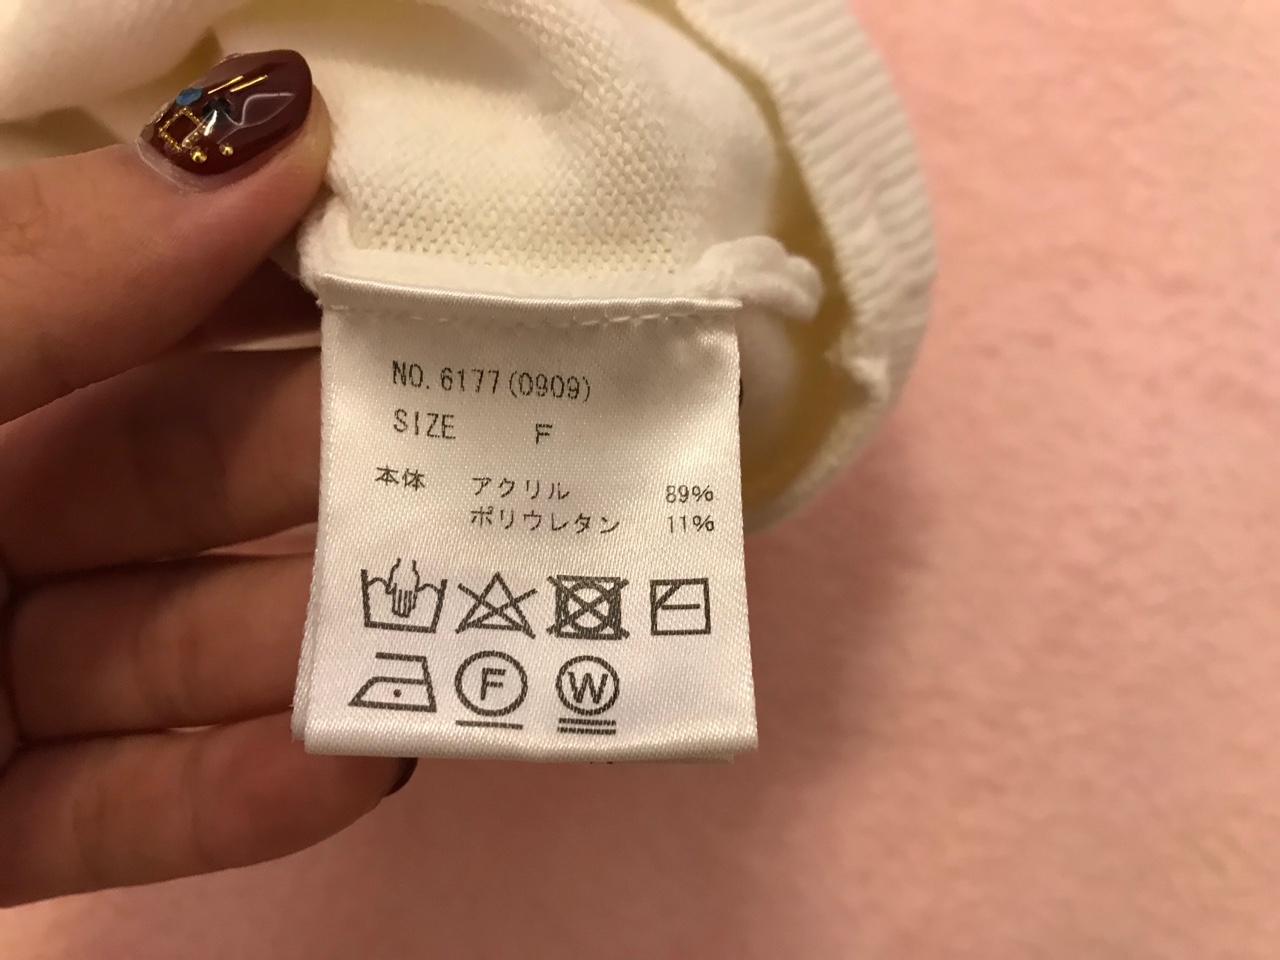 NO. 6177 (0909)
SIZE F
本体 アクリル 89%
ポリウレタン 11%
F W